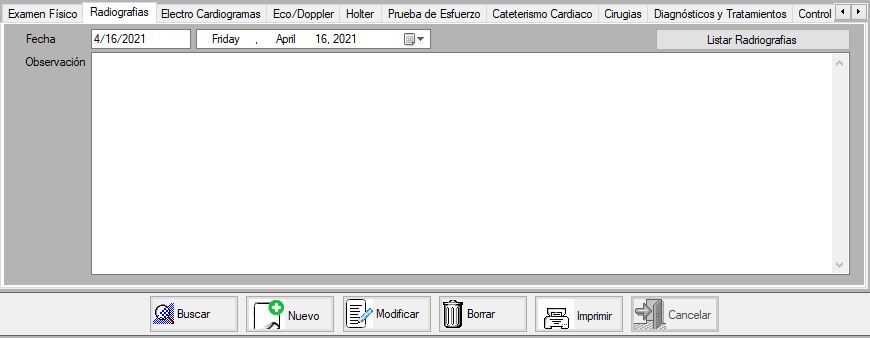 Examen Físico Radiografias Electro Cardiogramas Eco/Doppler Holter Prueba de Esfuerzo Cateterismo Cardiaco Cirugias Diagnósticos y Tratamientos Control
Fecha 4/16/2021 Friday , April 16, 2021 Listar Radriografias
Observación
Buscar Nuevo Modificar Borrar Imprimir Cancelar